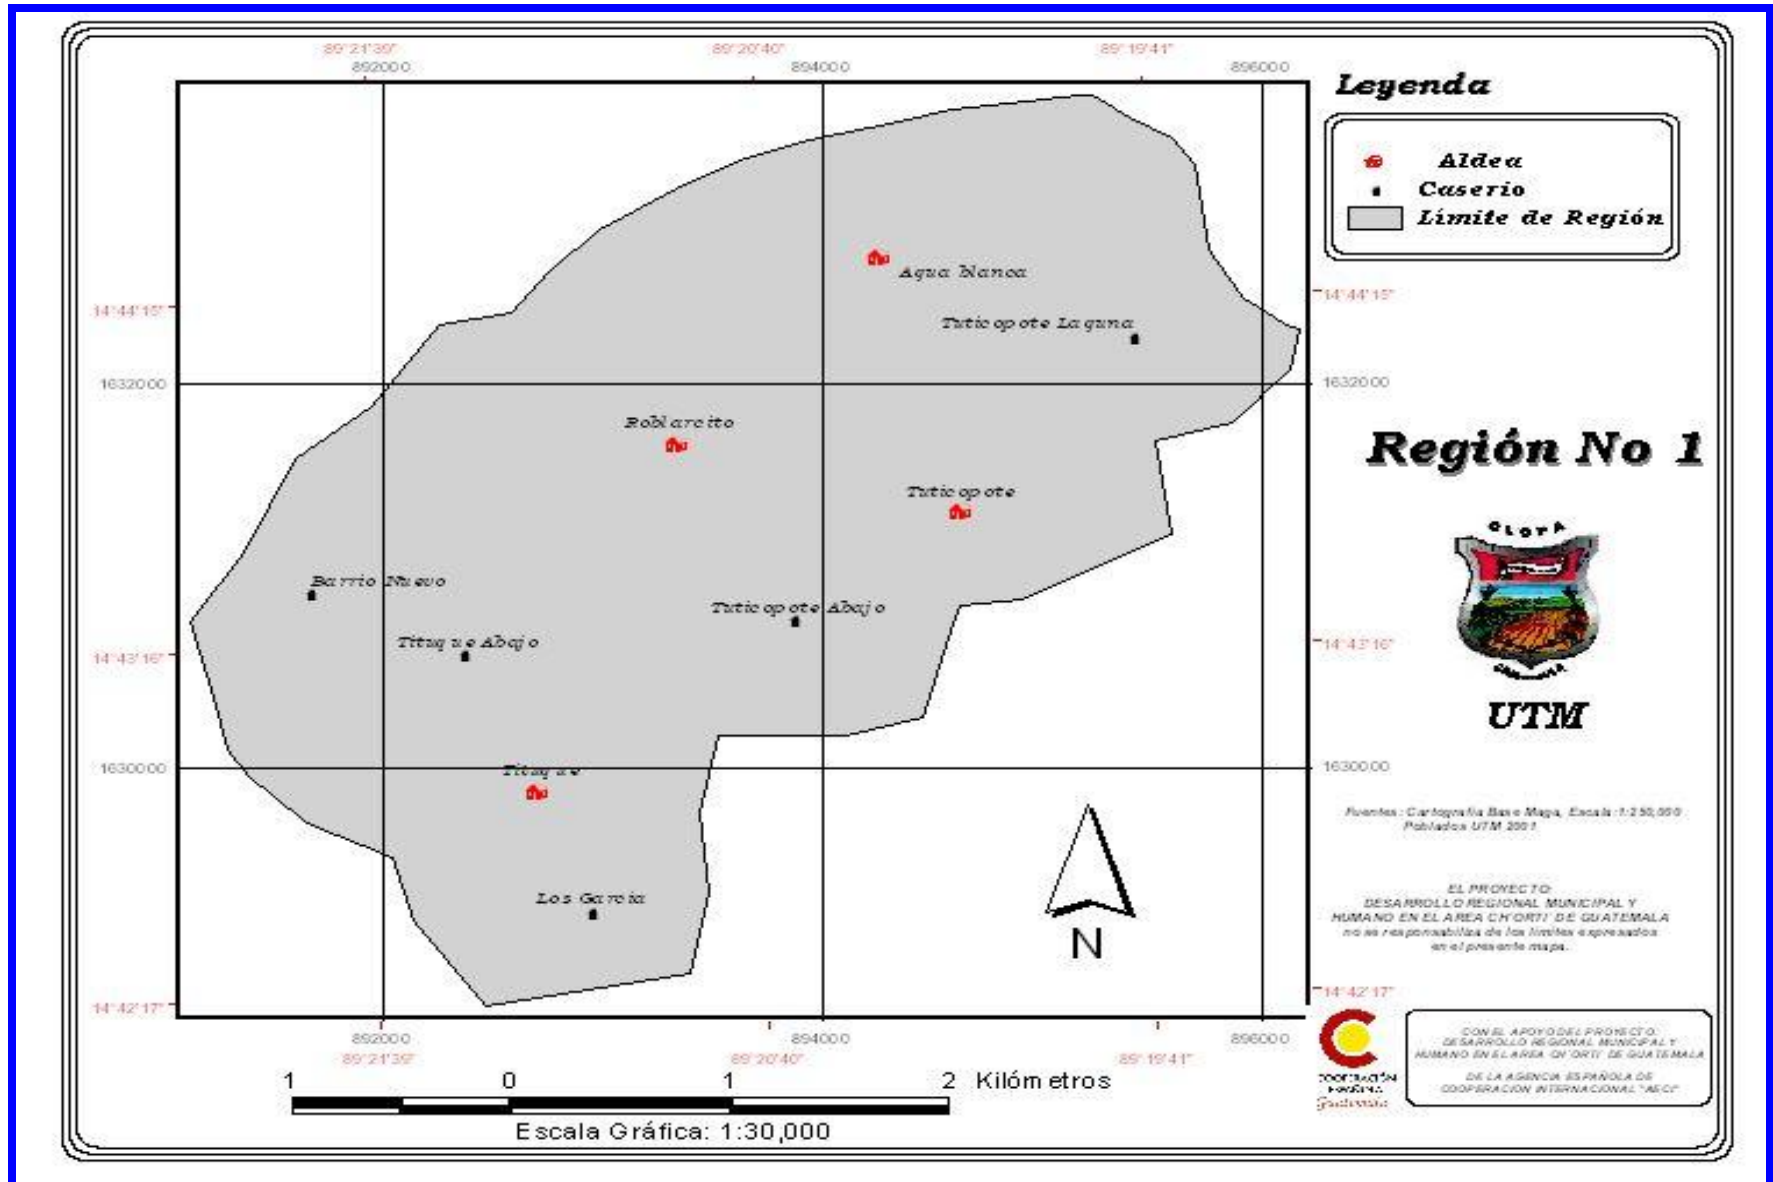 89°21'39" 89°20'40" 89°19'41"
892000 894000 896000
Leyenda
Aldea
Caserio
Límite de Región
Agua blanca
14°44'15" 14°44'15"
Tuticopote Laguna
1632000 1632000
Roblarcito
Región No 1
Tuticopote
OLOPA
Barrio Nuevo
Tuticopote Abajo
Tituque Abajo
14°43'16" 14°43'16"
UTM
1630000 1630000
Tituque
Fuentes: Cartografia Base Maga, Escala:1:250,000
Poblados UTM 2001
Los Garcia
EL PROYECTO:
DESARROLLO REGIONAL MUNICIPAL Y
HUMANO EN EL AREA CH'ORTI' DE GUATEMALA
no se responsabiliza de los limites expresados
en el presente mapa.
N
14°42'17" 14°42'17"
892000 894000 896000
89°21'39" 89°20'40" 89°19'41"
1 0 1 2 Kilómetros
Escala Gráfica: 1:30,000
COOPERACIÓN
ESPAÑOLA
Guatemala
CON EL APOYO DEL PROYECTO:
DESARROLLO REGIONAL MUNICIPAL Y
HUMANO EN EL AREA CH'ORTI' DE GUATEMALA
DE LA AGENCIA ESPAÑOLA DE
COOPERACION INTERNACIONAL "AECI"